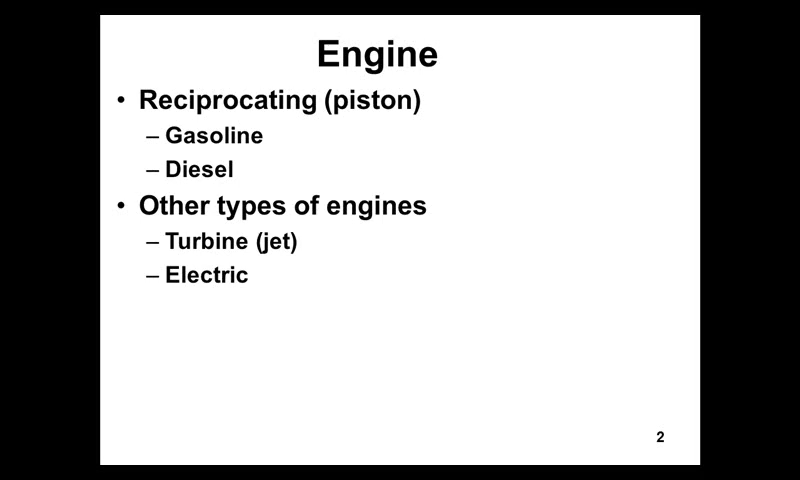 Engine
• Reciprocating (piston)
– Gasoline
– Diesel
• Other types of engines
– Turbine (jet)
– Electric
2